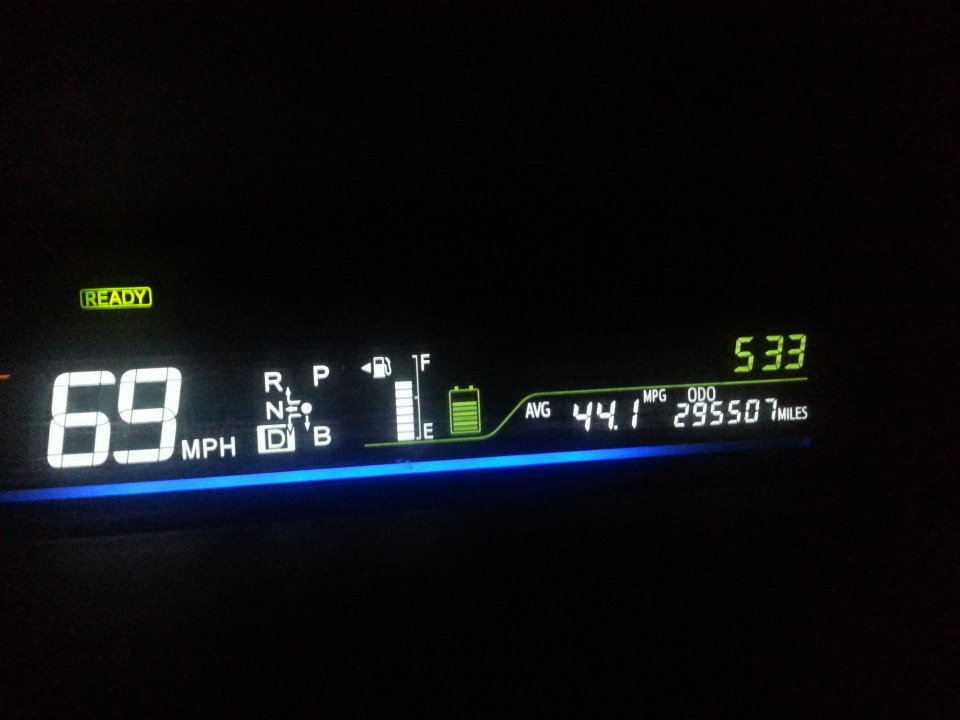 READY
533
69 MPH
R P
N
D B
F
E
AVG 44.1 MPG
ODO
295507 MILES